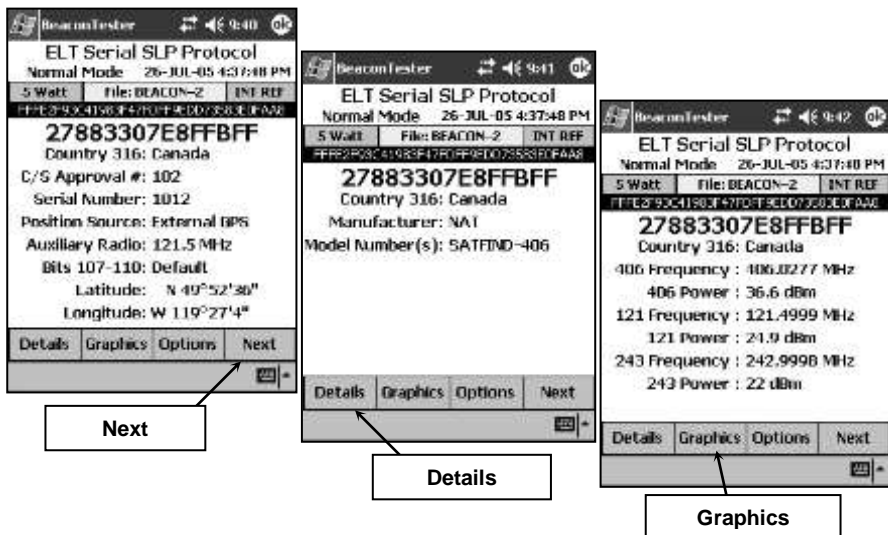 BeaconTester 9:40 ok
ELT Serial SLP Protocol
Normal Mode 26-JUL-05 4:37:48 PM
5 Watt File: BEACON-2 INT REF
FFFE2F93C41983F47FDFF9EDD73583EDFAA8
27883307E8FFBFF
Country 316: Canada
C/S Approval #: 102
Serial Number: 1012
Position Source: External GPS
Auxiliary Radio: 121.5 MHz
Bits 107-110: Default
Latitude: N 49°52'36"
Longitude: W 119°27'4"
Details Graphics Options Next
Next
BeaconTester 9:41 ok
ELT Serial SLP Protocol
Normal Mode 26-JUL-05 4:37:48 PM
5 Watt File: BEACON-2 INT REF
FFFE2F93C41983F47FDFF9EDD73583EDFAA8
27883307E8FFBFF
Country 316: Canada
Manufacturer: NAT
Model Number(s): SATFIND-406
Details Graphics Options Next
Details
BeaconTester 9:42 ok
ELT Serial SLP Protocol
Normal Mode 26-JUL-05 4:37:48 PM
5 Watt File: BEACON-2 INT REF
FFFE2F93C41983F47FDFF9EDD73583EDFAA8
27883307E8FFBFF
Country 316: Canada
406 Frequency : 406.0277 MHz
406 Power : 36.6 dBm
121 Frequency : 121.4999 MHz
121 Power : 24.9 dBm
243 Frequency : 242.9998 MHz
243 Power : 22 dBm
Details Graphics Options Next
Graphics